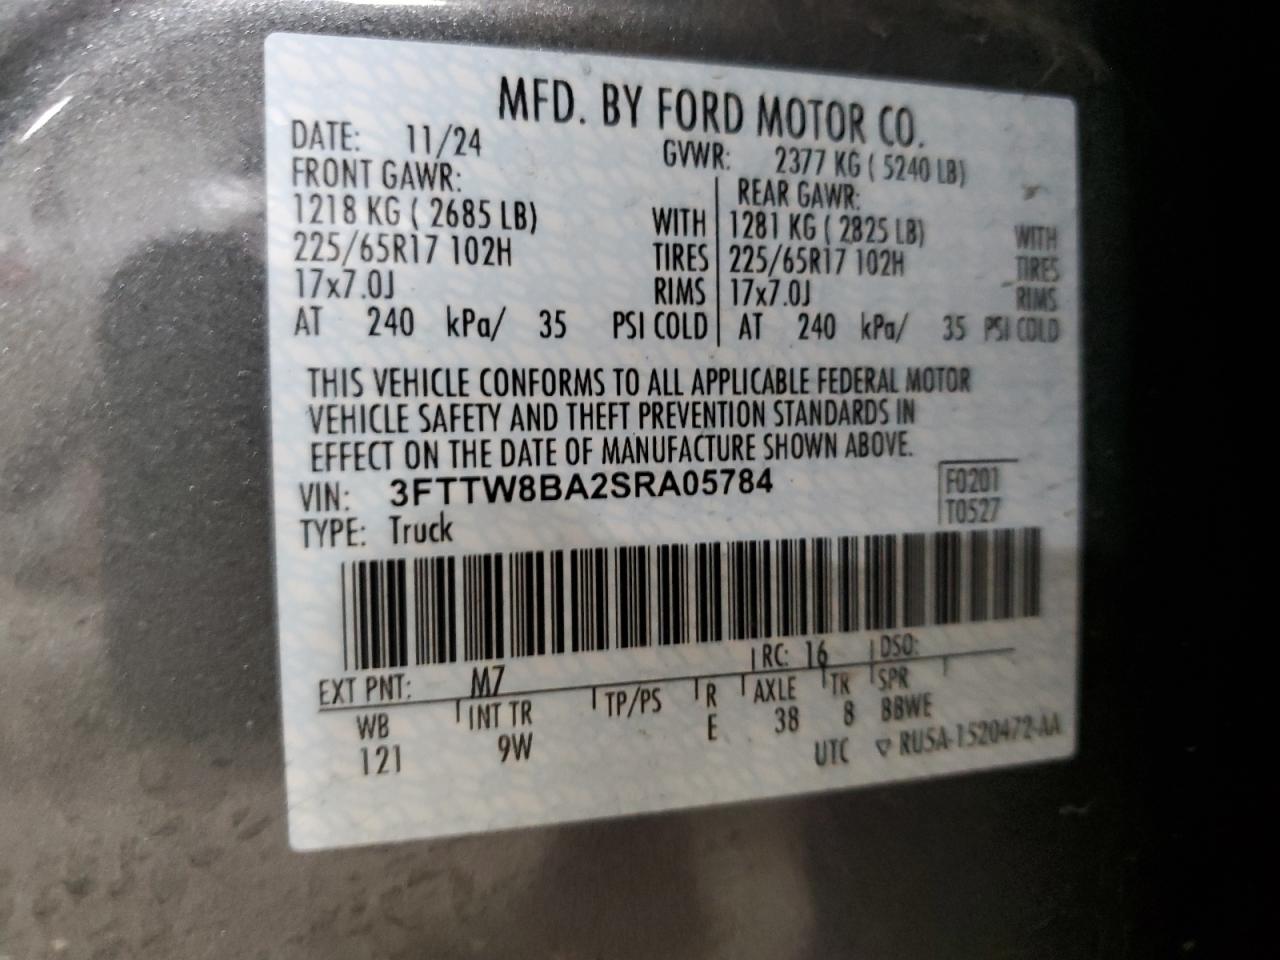 MFD. BY FORD MOTOR CO.
DATE: 11/24 GVWR: 2377 KG ( 5240 LB)
FRONT GAWR: REAR GAWR:
1218 KG ( 2685 LB) WITH 1281 KG ( 2825 LB) WITH
225/65R17 102H TIRES 225/65R17 102H TIRES
17x7.0J RIMS 17x7.0J RIMS
AT 240 kPa/ 35 PSI COLD AT 240 kPa/ 35 PSI COLD
THIS VEHICLE CONFORMS TO ALL APPLICABLE FEDERAL MOTOR
VEHICLE SAFETY AND THEFT PREVENTION STANDARDS IN
EFFECT ON THE DATE OF MANUFACTURE SHOWN ABOVE.
VIN: 3FTTW8BA2SRA05784 F0201
TYPE: Truck T0527
EXT PNT: M7 RC: 16 DSO:
WB INT TR TP/PS R AXLE TR SPR
121 9W E 38 8 BBWE
UTC ▽ RU5A-1520472-AA